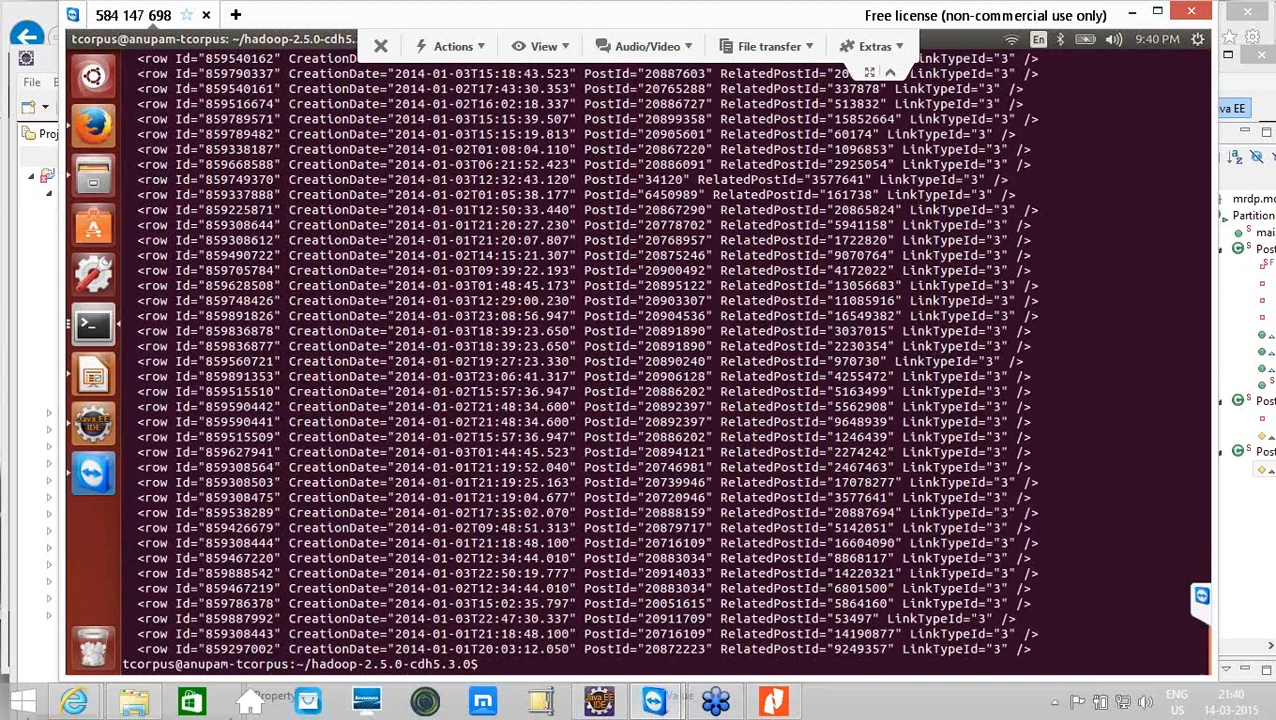 584 147 698
Free license (non-commercial use only)
tcorpus@anupam-tcorpus: ~/hadoop-2.5.0-cdh5.3.
Actions
View
Audio/Video
File transfer
Extras
En
9:40 PM
File
Proj
ava EE
mrdp.m
Partition
mai
Post
Post
Post
<row Id="859540162" CreationD
LinkTypeId="3" />
<row Id="859790337" CreationDate="2014-01-03T15:18:43.523" PostId="20887603" RelatedPostId="20 LinkTypeId="3" />
<row Id="859540161" CreationDate="2014-01-02T17:43:30.353" PostId="20765288" RelatedPostId="337878" LinkTypeId="3" />
<row Id="859516674" CreationDate="2014-01-02T16:02:18.337" PostId="20886727" RelatedPostId="513832" LinkTypeId="3" />
<row Id="859789571" CreationDate="2014-01-03T15:15:39.507" PostId="20899358" RelatedPostId="15852664" LinkTypeId="3" />
<row Id="859789482" CreationDate="2014-01-03T15:15:19.813" PostId="20905601" RelatedPostId="60174" LinkTypeId="3" />
<row Id="859338187" CreationDate="2014-01-02T01:08:04.110" PostId="20867220" RelatedPostId="1096853" LinkTypeId="3" />
<row Id="859698588" CreationDate="2014-01-03T06:21:52.423" PostId="20886091" RelatedPostId="2925054" LinkTypeId="3" />
<row Id="859749370" CreationDate="2014-01-03T12:32:43.120" PostId="34120" RelatedPostId="3577641" LinkTypeId="3" />
<row Id="859337888" CreationDate="2014-01-02T01:05:38.177" PostId="6450989" RelatedPostId="161738" LinkTypeId="3" />
<row Id="859225871" CreationDate="2014-01-01T12:50:33.440" PostId="20867290" RelatedPostId="20865824" LinkTypeId="3" />
<row Id="859308644" CreationDate="2014-01-01T21:20:27.823" PostId="20778702" RelatedPostId="5941158" LinkTypeId="3" />
<row Id="859308612" CreationDate="2014-01-01T21:20:07.807" PostId="20768957" RelatedPostId="1722820" LinkTypeId="3" />
<row Id="859490722" CreationDate="2014-01-02T14:15:21.307" PostId="20875246" RelatedPostId="9070764" LinkTypeId="3" />
<row Id="859705784" CreationDate="2014-01-03T09:39:22.193" PostId="20900492" RelatedPostId="4172022" LinkTypeId="3" />
<row Id="859628508" CreationDate="2014-01-03T01:48:45.173" PostId="20895122" RelatedPostId="13056683" LinkTypeId="3" />
<row Id="859748426" CreationDate="2014-01-03T12:29:00.230" PostId="20903307" RelatedPostId="11085916" LinkTypeId="3" />
<row Id="859891826" CreationDate="2014-01-03T23:08:56.947" PostId="20904536" RelatedPostId="16549382" LinkTypeId="3" />
<row Id="859836878" CreationDate="2014-01-03T18:39:23.650" PostId="20891890" RelatedPostId="3037015" LinkTypeId="3" />
<row Id="859836877" CreationDate="2014-01-03T18:39:23.650" PostId="20891890" RelatedPostId="2230354" LinkTypeId="3" />
<row Id="859560721" CreationDate="2014-01-02T19:27:23.330" PostId="20890240" RelatedPostId="970730" LinkTypeId="3" />
<row Id="859891353" CreationDate="2014-01-03T23:06:41.317" PostId="20906128" RelatedPostId="4255472" LinkTypeId="3" />
<row Id="859515510" CreationDate="2014-01-02T15:57:36.947" PostId="20886202" RelatedPostId="5163499" LinkTypeId="3" />
<row Id="859590442" CreationDate="2014-01-02T21:48:34.600" PostId="20892397" RelatedPostId="5562908" LinkTypeId="3" />
<row Id="859590441" CreationDate="2014-01-02T21:48:34.600" PostId="20892397" RelatedPostId="9648939" LinkTypeId="3" />
<row Id="859515509" CreationDate="2014-01-02T15:57:36.947" PostId="20886202" RelatedPostId="1246439" LinkTypeId="3" />
<row Id="859627941" CreationDate="2014-01-03T01:44:45.523" PostId="20894121" RelatedPostId="2274242" LinkTypeId="3" />
<row Id="859308564" CreationDate="2014-01-01T21:19:52.040" PostId="20746981" RelatedPostId="2467463" LinkTypeId="3" />
<row Id="859308503" CreationDate="2014-01-01T21:19:25.163" PostId="20739946" RelatedPostId="17078277" LinkTypeId="3" />
<row Id="859308475" CreationDate="2014-01-01T21:19:04.677" PostId="20720946" RelatedPostId="3577641" LinkTypeId="3" />
<row Id="859538289" CreationDate="2014-01-02T17:35:02.070" PostId="20888159" RelatedPostId="20887694" LinkTypeId="3" />
<row Id="859426679" CreationDate="2014-01-02T09:48:51.313" PostId="20879717" RelatedPostId="5142051" LinkTypeId="3" />
<row Id="859308444" CreationDate="2014-01-01T21:18:48.100" PostId="20716109" RelatedPostId="16604090" LinkTypeId="3" />
<row Id="859467220" CreationDate="2014-01-02T12:34:44.010" PostId="20883034" RelatedPostId="8868117" LinkTypeId="3" />
<row Id="859888542" CreationDate="2014-01-03T22:50:19.777" PostId="20914033" RelatedPostId="14220321" LinkTypeId="3" />
<row Id="859467219" CreationDate="2014-01-02T12:34:44.010" PostId="20883034" RelatedPostId="6801500" LinkTypeId="3" />
<row Id="859786378" CreationDate="2014-01-03T15:02:35.797" PostId="20051615" RelatedPostId="5864160" LinkTypeId="3" />
<row Id="859887992" CreationDate="2014-01-03T22:47:30.337" PostId="20911709" RelatedPostId="53497" LinkTypeId="3" />
<row Id="859308443" CreationDate="2014-01-01T21:18:48.100" PostId="20716109" RelatedPostId="14190877" LinkTypeId="3" />
<row Id="859297002" CreationDate="2014-01-01T20:03:12.050" PostId="20872223" RelatedPostId="9249357" LinkTypeId="3" />
tcorpus@anupam-tcorpus:~/hadoop-2.5.0-cdh5.3.0$
Property
Value
ENG
US
21:40
14-03-2015